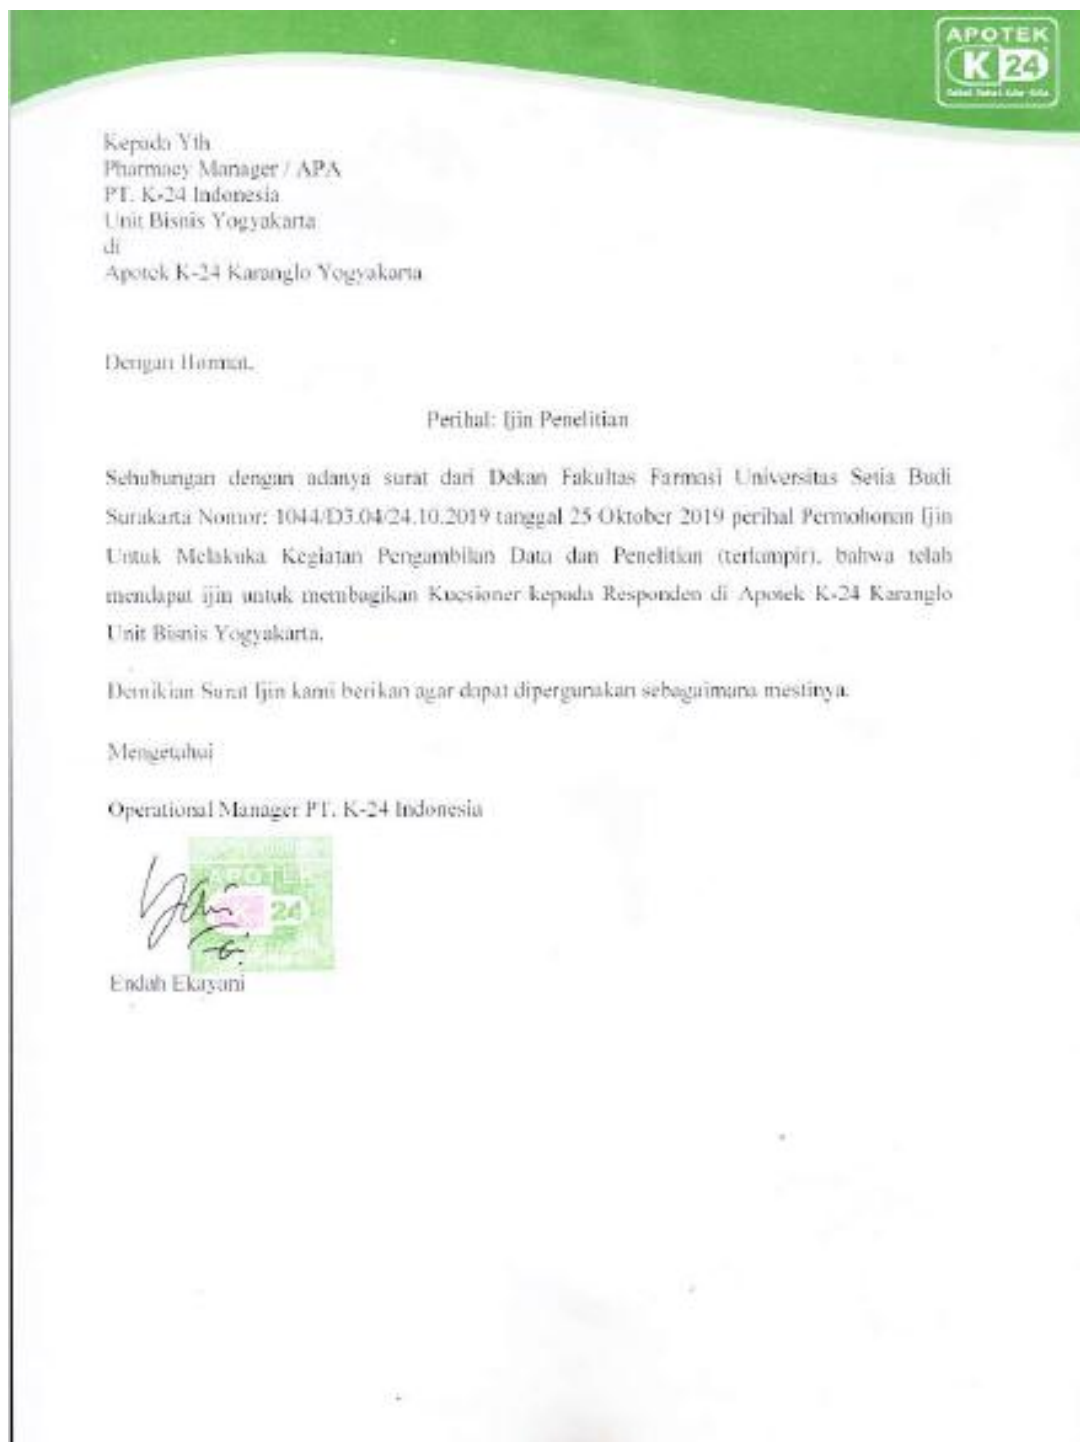 APOTEK
K 24
Kepada Yth
Pharmacy Manager / APA
PT. K-24 Indonesia
Unit Bisnis Yogyakarta
di
Apotek K-24 Karanglo Yogyakarta
Dengan Hormat,
Perihal: Ijin Penelitian
Sehubungan dengan adanya surat dari Dekan Fakultas Farmasi Universitas Setia Budi
Surakarta Nomor: 1044/D3.04/24.10.2019 tanggal 25 Oktober 2019 perihal Permohonan Ijin
Untuk Melakuka Kegiatan Pengambilan Data dan Penelitian (terlampir), bahwa telah
mendapat ijin untuk membagikan Kuesioner kepada Responden di Apotek K-24 Karanglo
Unit Bisnis Yogyakarta.
Demikian Surat Ijin kami berikan agar dapat dipergunakan sebagaimana mestinya.
Mengetahui
Operational Manager PT. K-24 Indonesia
APOTEK
K 24
Endah Ekayani